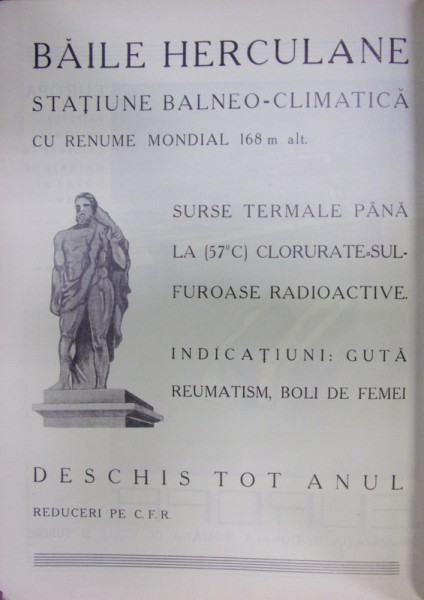 BĂILE HERCULANE
STAȚIUNE BALNEO-CLIMATICĂ
CU RENUME MONDIAL 168 m alt.
SURSE TERMALE PÂNĂ
LA (57°C) CLORURATE-SUL-
FUROASE RADIOACTIVE.
INDICAȚIUNI: GUTĂ
REUMATISM, BOLI DE FEMEI
DESCHIS TOT ANUL
REDUCERI PE C. F. R.